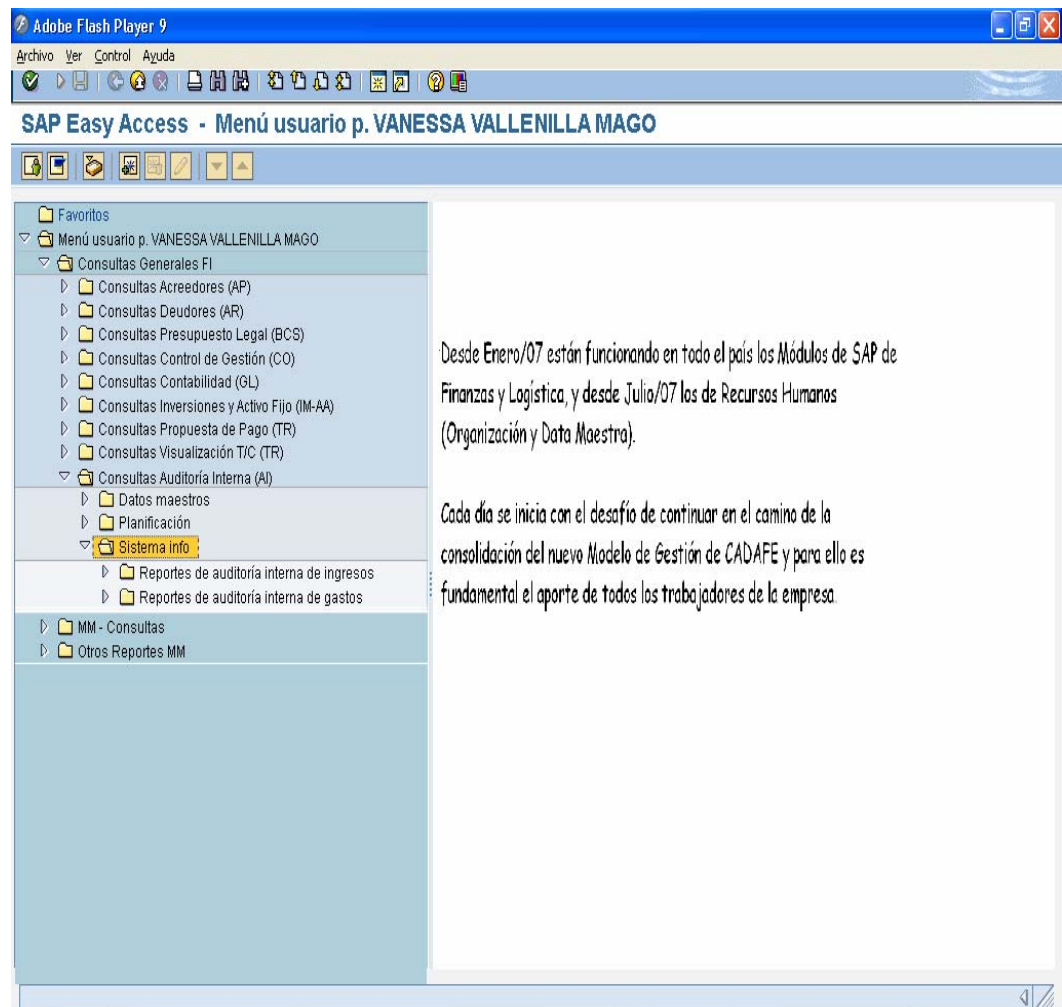 Adobe Flash Player 9
Archivo Ver Control Ayuda
SAP Easy Access - Menú usuario p. VANESSA VALLENILLA MAGO
Favoritos
Menú usuario p. VANESSA VALLENILLA MAGO
Consultas Generales FI
Consultas Acreedores (AP)
Consultas Deudores (AR)
Consultas Presupuesto Legal (BCS)
Consultas Control de Gestión (CO)
Consultas Contabilidad (GL)
Consultas Inversiones y Activo Fijo (IM-AA)
Consultas Propuesta de Pago (TR)
Consultas Visualización T/C (TR)
Consultas Auditoría Interna (AI)
Datos maestros
Planificación
Sistema info
Reportes de auditoría interna de ingresos
Reportes de auditoría interna de gastos
MM - Consultas
Otros Reportes MM
Desde Enero/07 están funcionando en todo el país los Módulos de SAP de
Finanzas y Logística, y desde Julio/07 los de Recursos Humanos
(Organización y Data Maestra).
Cada día se inicia con el desafío de continuar en el camino de la
consolidación del nuevo Modelo de Gestión de CADAFE y para ello es
fundamental el aporte de todos los trabajadores de la empresa.